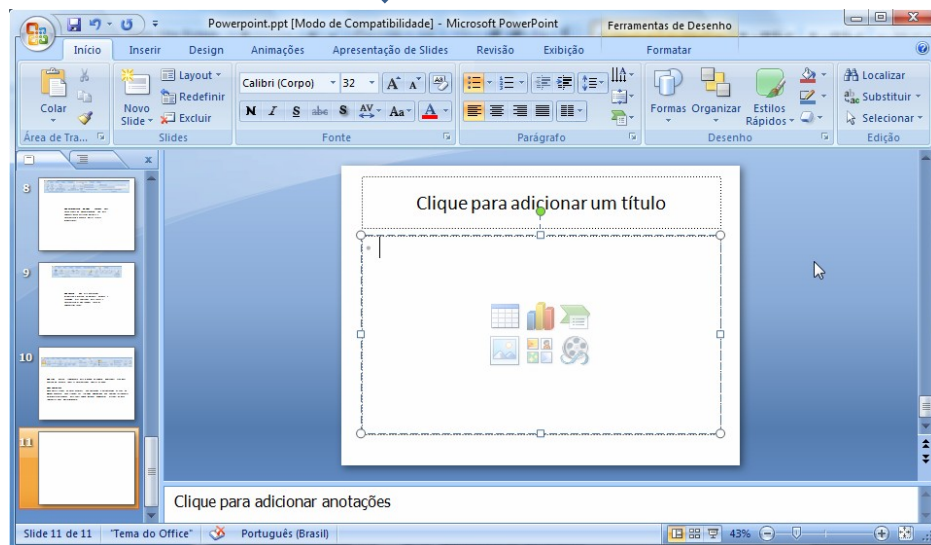 Powerpoint.ppt [Modo de Compatibilidade] - Microsoft PowerPoint
Ferramentas de Desenho
Início Inserir Design Animações Apresentação de Slides Revisão Exibição Formatar
Colar
Área de Tra...
Novo Slide
Layout
Redefinir
Excluir
Slides
Calibri (Corpo) 32
N I S abe S AV Aa A
Fonte
Parágrafo
Formas Organizar Estilos Rápidos
Desenho
Localizar
Substituir
Selecionar
Edição
8
9
10
11
Clique para adicionar um título
Clique para adicionar anotações
Slide 11 de 11 "Tema do Office" Português (Brasil) 43%